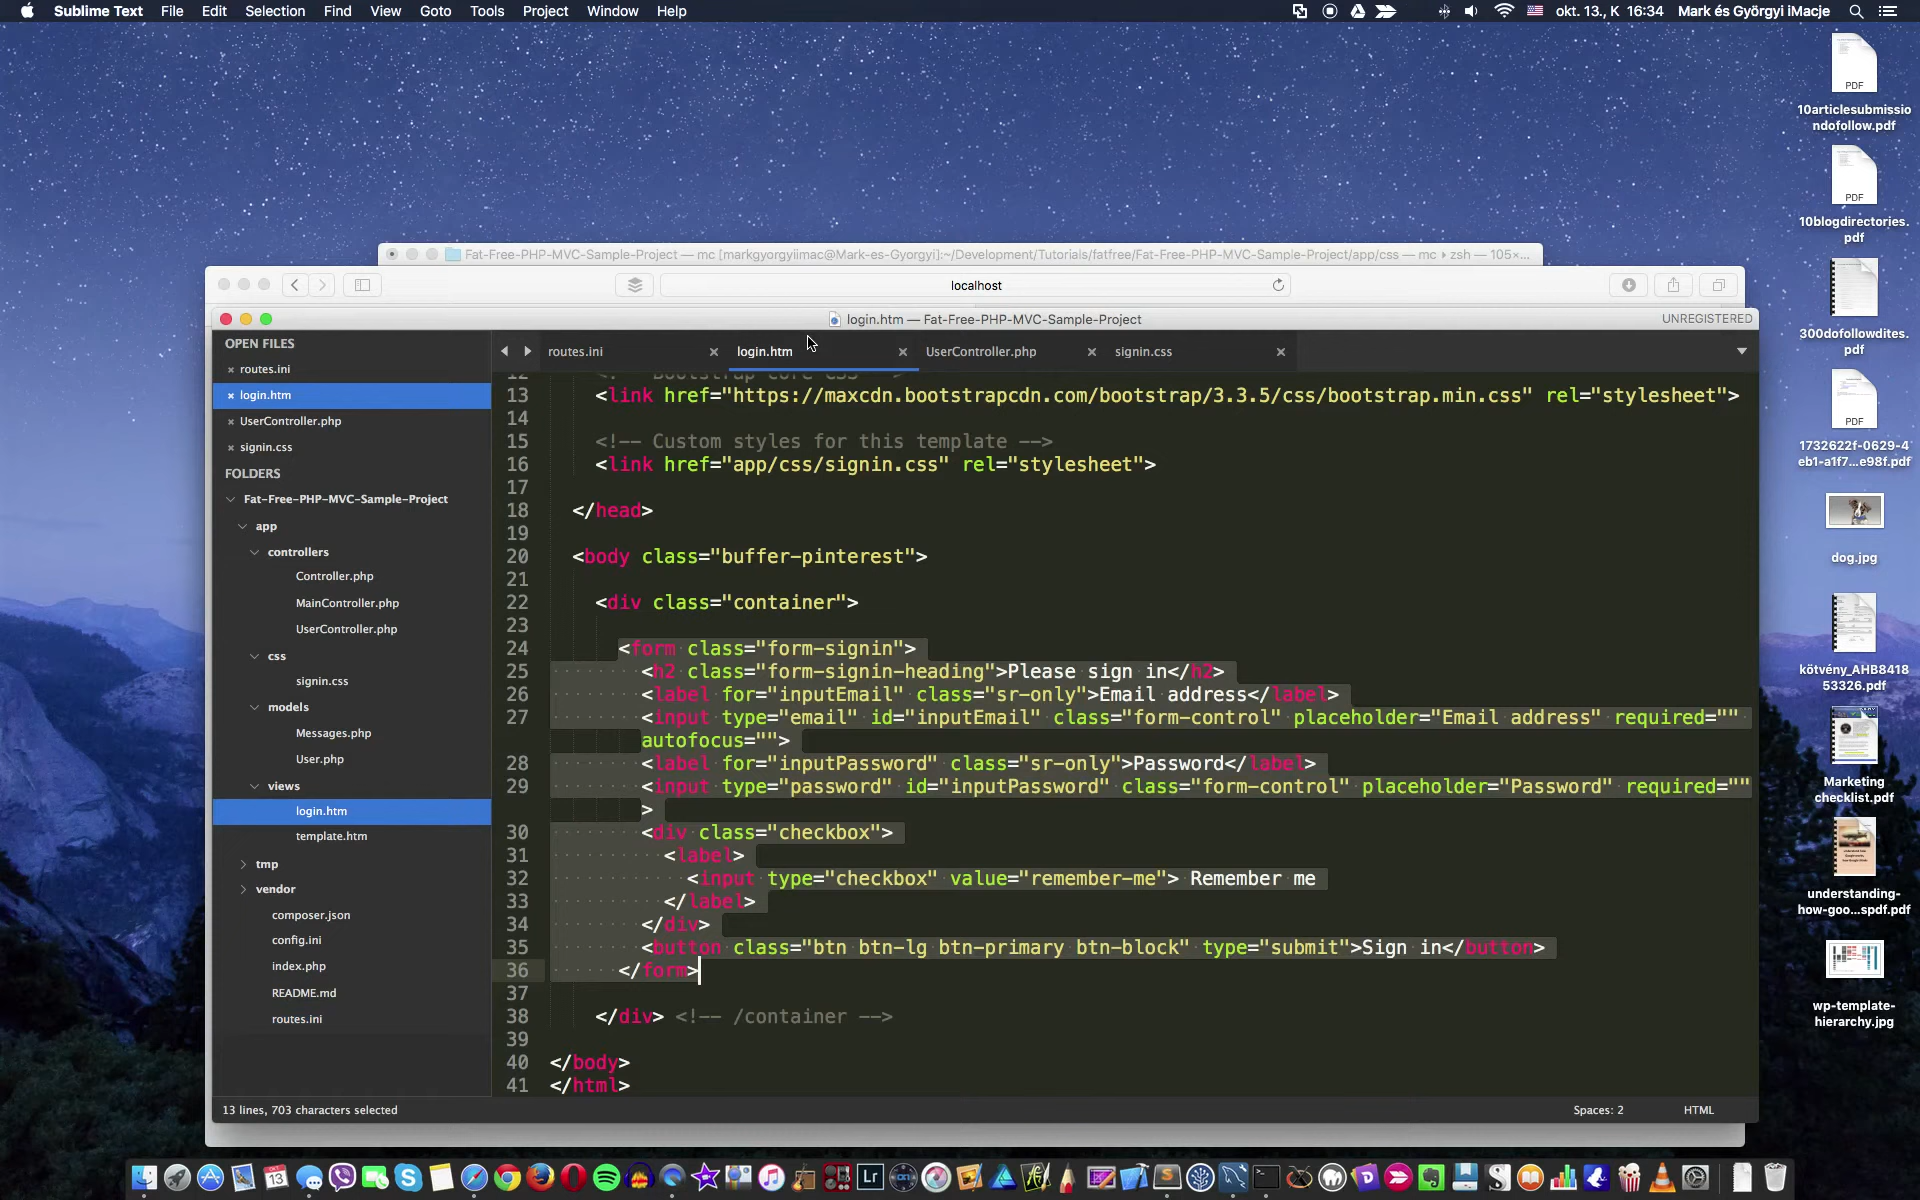 Sublime Text File Edit Selection Find View Goto Tools Project Window Help
okt. 13., K 16:34 Mark és Györgyi iMacje
PDF
10articlesubmissio
ndofollow.pdf
PDF
10blogdirectories.
pdf
300dofollowdites.
pdf
PDF
1732622f-0629-4
eb1-a1f7...e98f.pdf
dog.jpg
kötvény_AHB8418
53326.pdf
Marketing
checklist.pdf
understanding-
how-goo...spdf.pdf
wp-template-
hierarchy.jpg
Fat-Free-PHP-MVC-Sample-Project — mc [markgyorgyiimac@Mark-es-Gyorgyi]:~/Development/Tutorials/fatfree/Fat-Free-PHP-MVC-Sample-Project/app/css — mc ▸ zsh — 105×...
localhost
login.htm — Fat-Free-PHP-MVC-Sample-Project
UNREGISTERED
OPEN FILES
routes.ini
login.htm
UserController.php
signin.css
FOLDERS
Fat-Free-PHP-MVC-Sample-Project
app
controllers
Controller.php
MainController.php
UserController.php
css
signin.css
models
Messages.php
User.php
views
login.htm
template.htm
tmp
vendor
composer.json
config.ini
index.php
README.md
routes.ini
routes.ini login.htm UserController.php signin.css
13 <link href="https://maxcdn.bootstrapcdn.com/bootstrap/3.3.5/css/bootstrap.min.css" rel="stylesheet">
14
15 <!-- Custom styles for this template -->
16 <link href="app/css/signin.css" rel="stylesheet">
17
18 </head>
19
20 <body class="buffer-pinterest">
21
22 <div class="container">
23
24 <form class="form-signin">
25 <h2 class="form-signin-heading">Please sign in</h2>
26 <label for="inputEmail" class="sr-only">Email address</label>
27 <input type="email" id="inputEmail" class="form-control" placeholder="Email address" required=""
autofocus="">
28 <label for="inputPassword" class="sr-only">Password</label>
29 <input type="password" id="inputPassword" class="form-control" placeholder="Password" required=""
>
30 <div class="checkbox">
31 <label>
32 <input type="checkbox" value="remember-me"> Remember me
33 </label>
34 </div>
35 <button class="btn btn-lg btn-primary btn-block" type="submit">Sign in</button>
36 </form>
37
38 </div> <!-- /container -->
39
40 </body>
41 </html>
13 lines, 703 characters selected
Spaces: 2 HTML